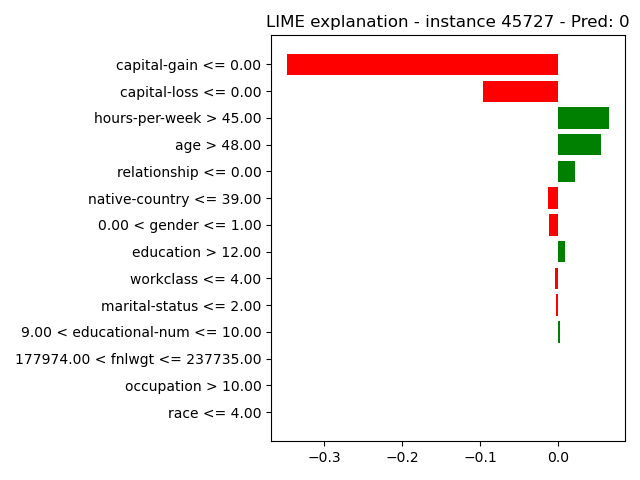 LIME explanation - instance 45727 - Pred: 0
capital-gain <= 0.00
capital-loss <= 0.00
hours-per-week > 45.00
age > 48.00
relationship <= 0.00
native-country <= 39.00
0.00 < gender <= 1.00
education > 12.00
workclass <= 4.00
marital-status <= 2.00
9.00 < educational-num <= 10.00
177974.00 < fnlwgt <= 237735.00
occupation > 10.00
race <= 4.00
−0.3 −0.2 −0.1 0.0